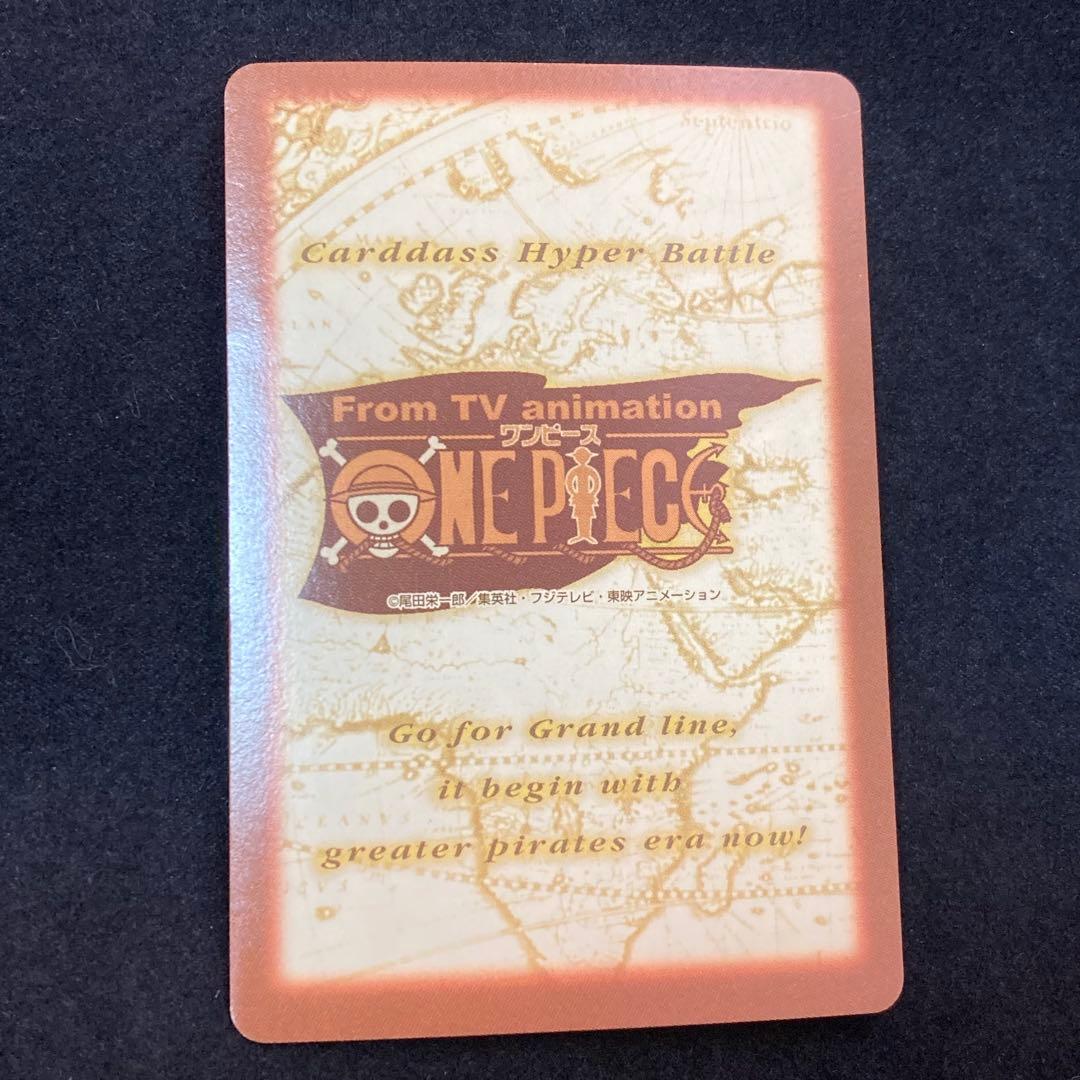 Septentrio
Carddass Hyper Battle
From TV animation
ワンピース
ONE PIECE
©尾田栄一郎／集英社・フジテレビ・東映アニメーション
Go for Grand line,
it begin with
greater pirates era now!